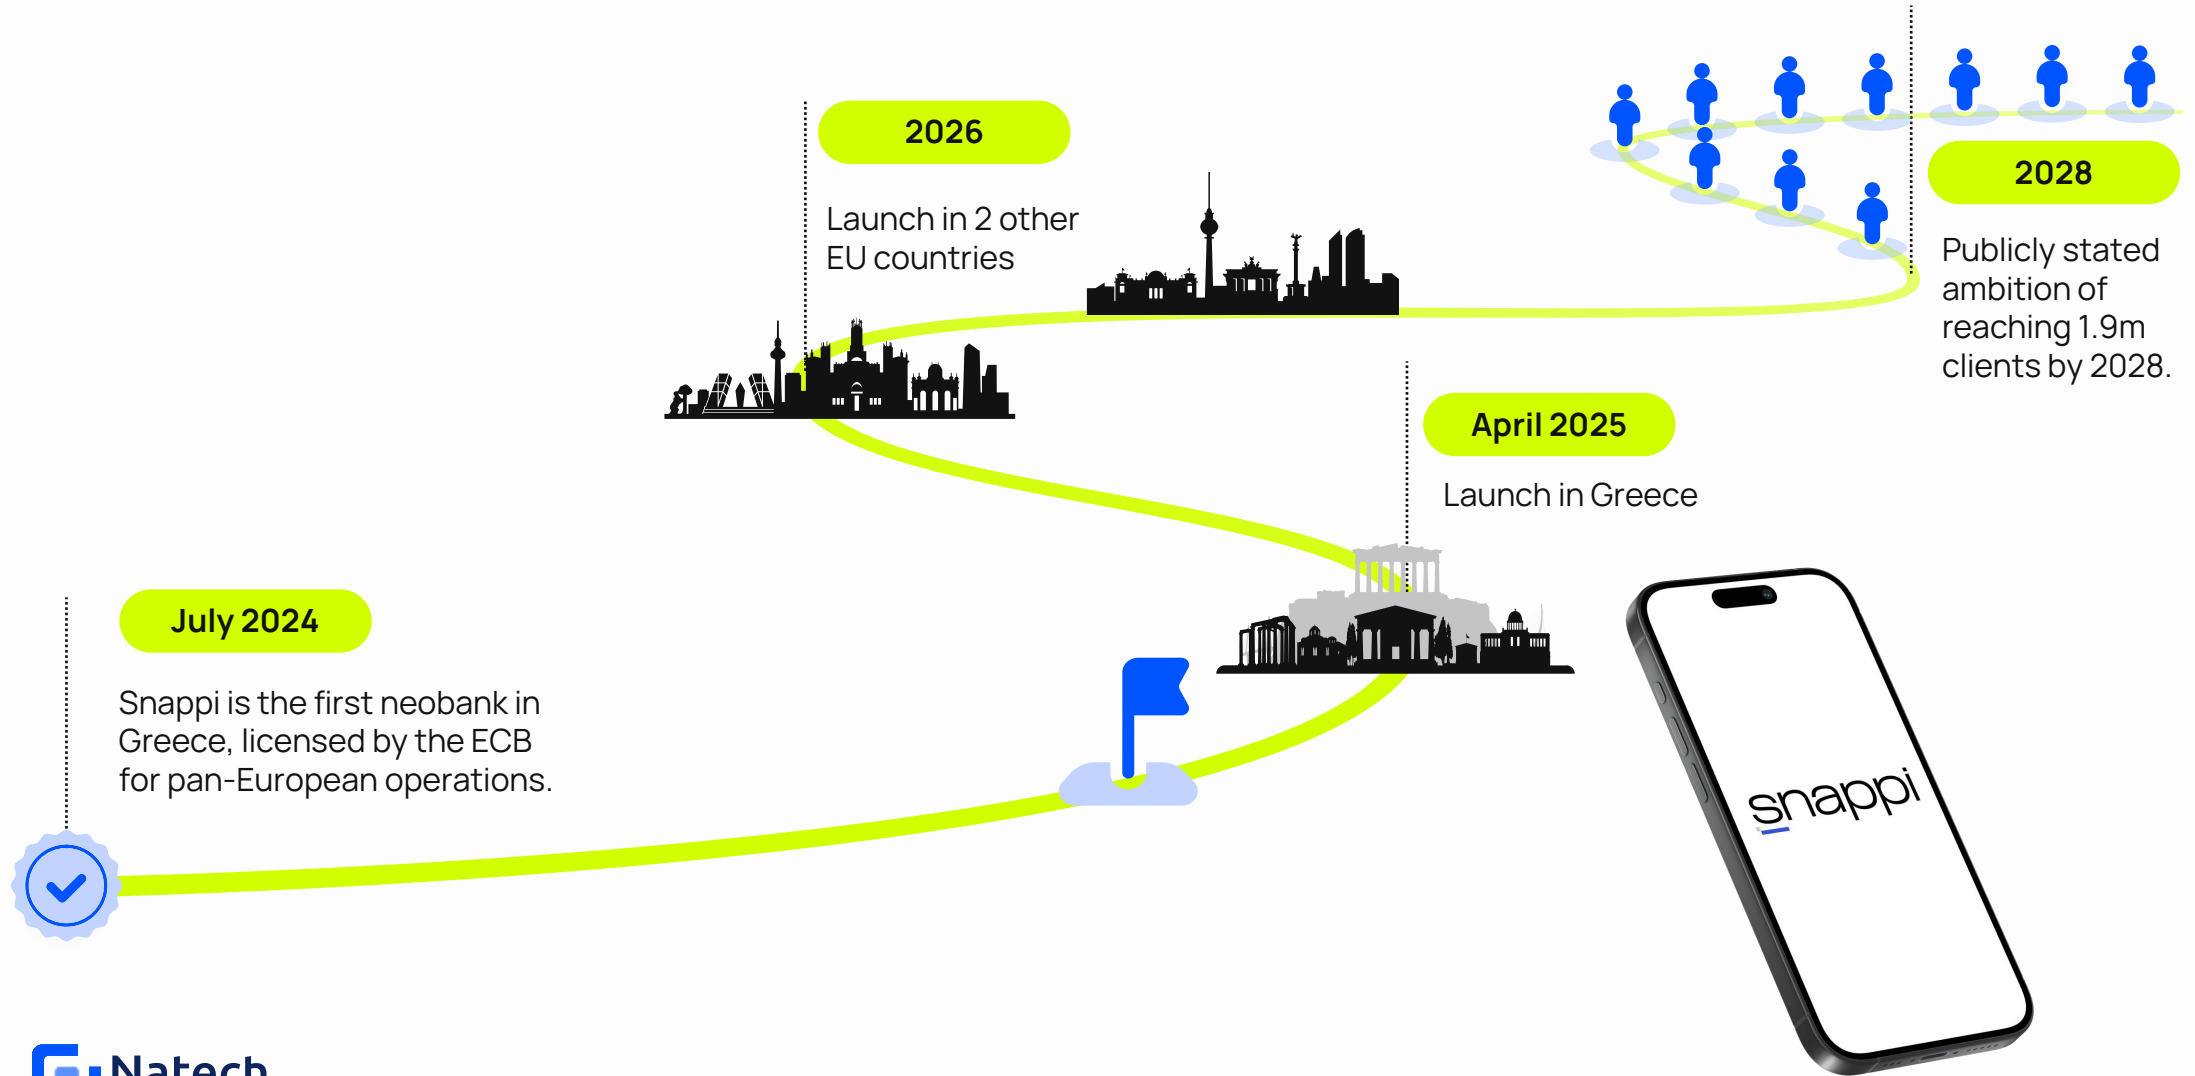 2026
Launch in 2 other
EU countries
2028
Publicly stated
ambition of
reaching 1.9m
clients by 2028.
April 2025
Launch in Greece
July 2024
Snappi is the first neobank in
Greece, licensed by the ECB
for pan-European operations.
snappi
Natech